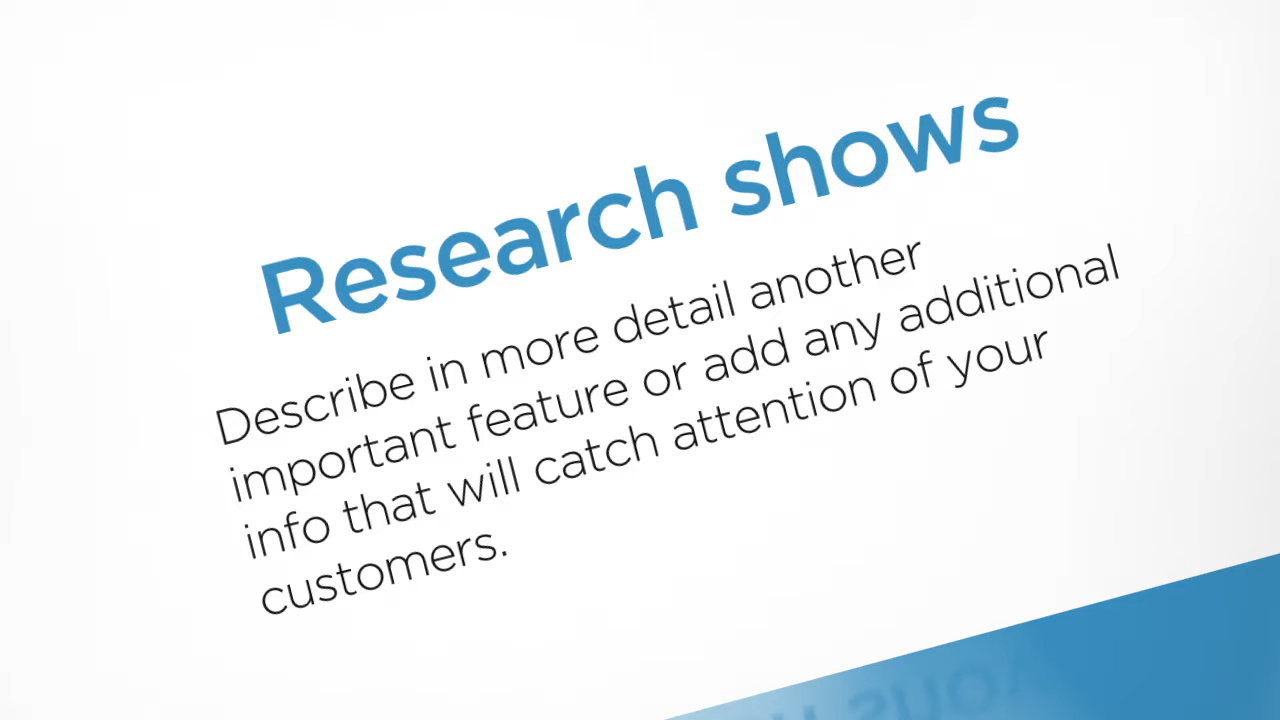 Research shows
Describe in more detail another
important feature or add any additional
info that will catch attention of your
customers.